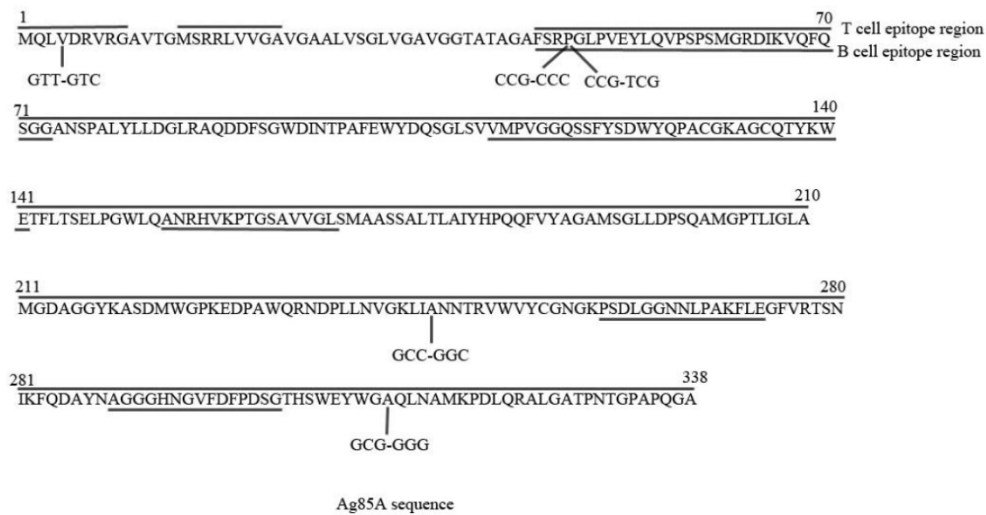 1 70
MQLVDRVRGAVTGMSRRLVVGAVGAALVSGLVGAVGGTATAGAFSRPGLPVEYLQVPSPSMGRDIKVQFQ T cell epitope region
B cell epitope region
GTT-GTC CCG-CCC CCG-TCG
71 140
SGGANSPALYLLDGLRAQDDFSGWDINTPAFEWYDQSGLSVVMPVGGQSSFYSDWYQPACGKAGCQTYKW
141 210
ETFLTSELPGWLQANRHVKPTGSAVVGLSMAASSALTLAIYHPQQFVYAGAMSGLLDPSQAMGPTLIGLA
211 280
MGDAGGYKASDMWGPKEDPAWQRNDPLLNVGKLIANNTRVWVYCGNGKPSDLGGNNLPAKFLEGFVRTSN
GCC-GGC
281 338
IKFQDAYNAGGGHNGVFDFPDSGTHSWEYWGAQLNAMKPDLQRALGATPNTGPAPQGA
GCG-GGG
Ag85A sequence